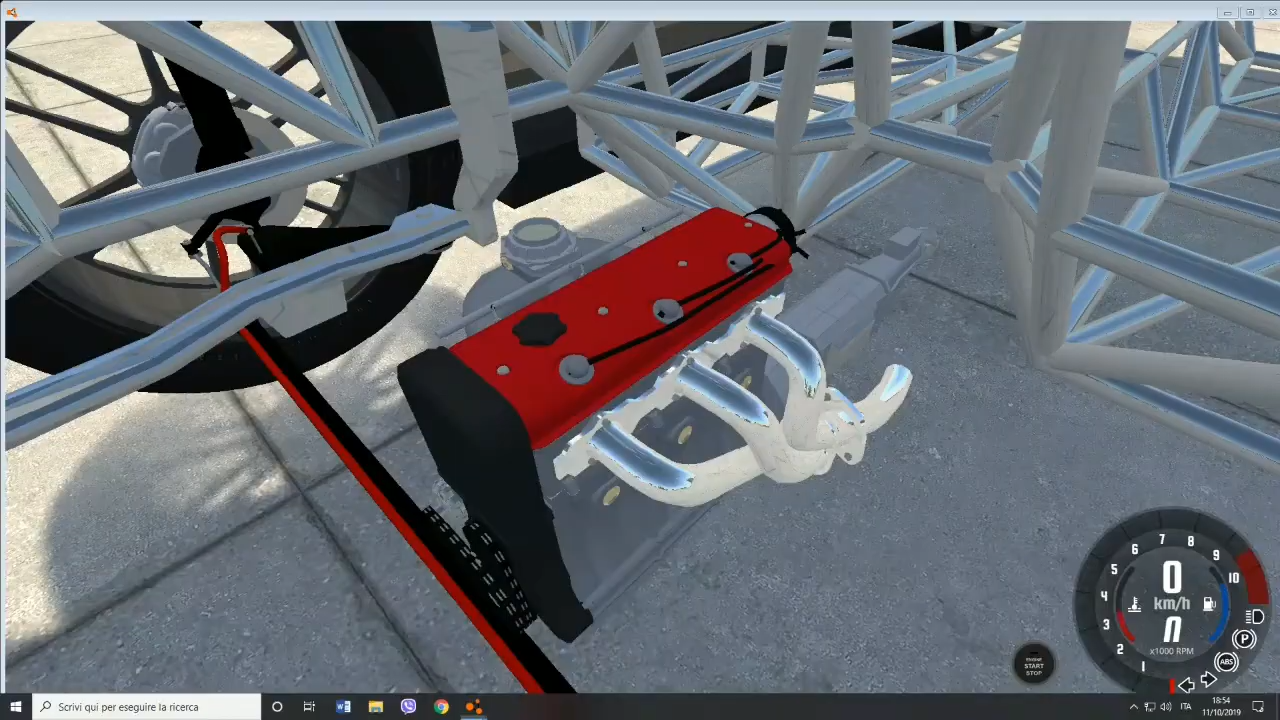 7
8
6
9
5
10
4
0
km/h
3
n
2
x1000 RPM
1
P
ABS
ENGINE
START
STOP
Scrivi qui per eseguire la ricerca
W
ITA
18:54
11/10/2019